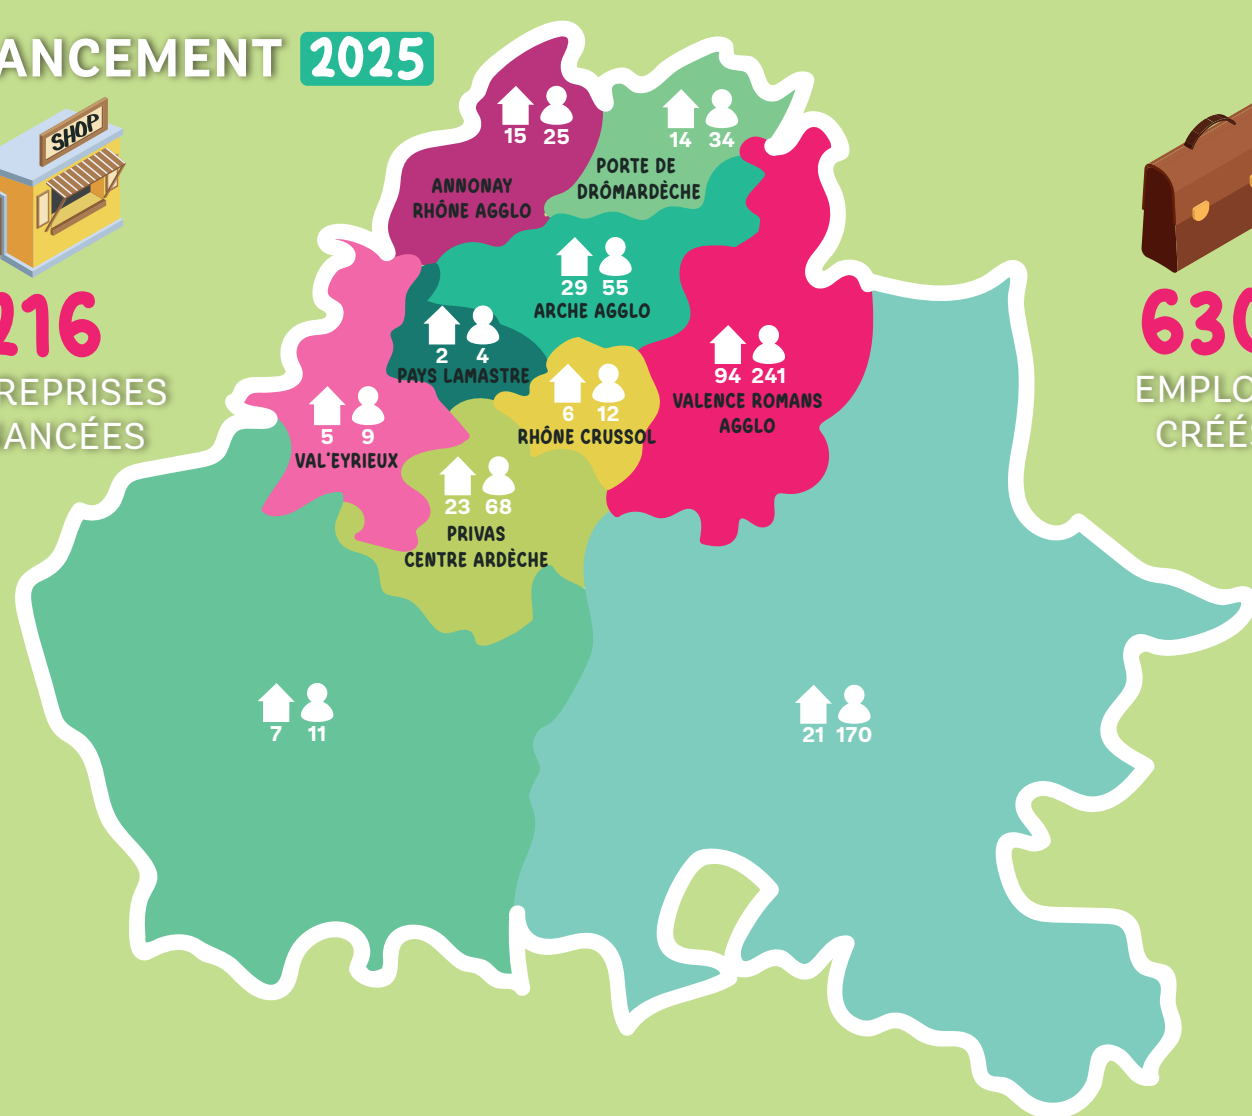 ANCEMENT 2025
SHOP
216
REPRISES
ANCÉES
630
EMPLO
CRÉÉS
15 25
ANNONAY
RHÔNE AGGLO
14 34
PORTE DE
DRÔMARDÈCHE
29 55
ARCHE AGGLO
2 4
PAYS LAMASTRE
94 241
VALENCE ROMANS
AGGLO
6 12
RHÔNE CRUSSOL
5 9
VAL'EYRIEUX
23 68
PRIVAS
CENTRE ARDÈCHE
7 11
21 170